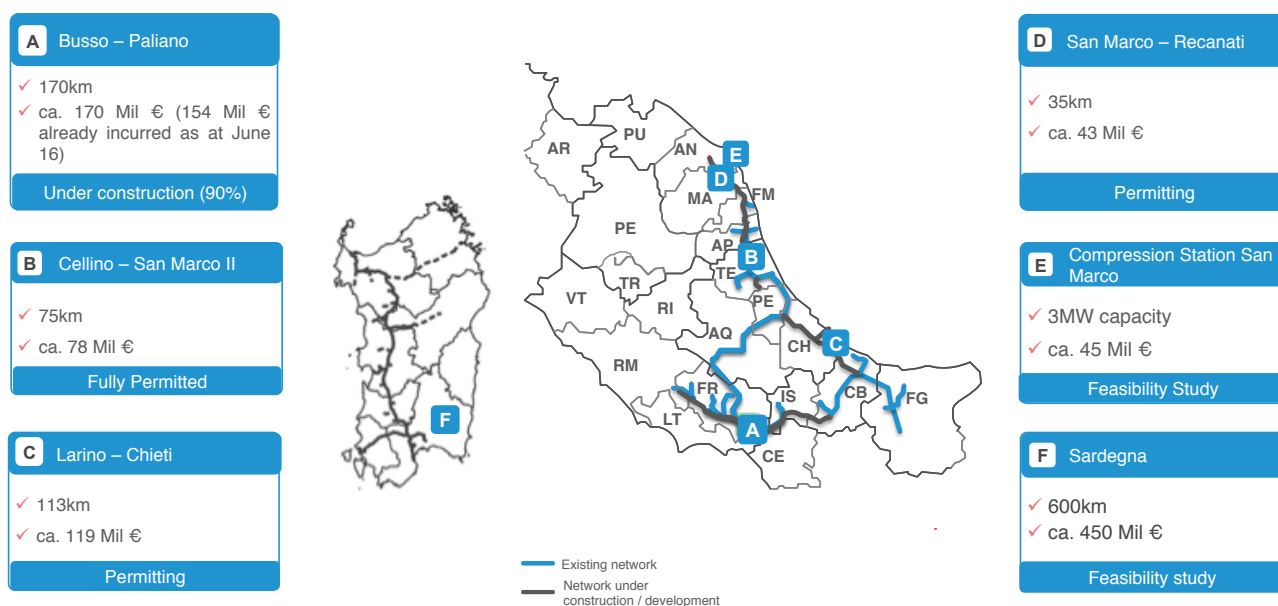 A Busso – Paliano
✓ 170km
✓ ca. 170 Mil € (154 Mil €
already incurred as at June
16)
Under construction (90%)
B Cellino – San Marco II
✓ 75km
✓ ca. 78 Mil €
Fully Permitted
C Larino – Chieti
✓ 113km
✓ ca. 119 Mil €
Permitting
F
PU
AR
AN
E
D
MA
FM
PE
AP
B
TE
TR
VT
RI
PE
AQ
C
CH
RM
FR
IS
CB
FG
LT
A
CE
Existing network
Network under
construction / development
D San Marco – Recanati
✓ 35km
✓ ca. 43 Mil €
Permitting
E Compression Station San
Marco
✓ 3MW capacity
✓ ca. 45 Mil €
Feasibility Study
F Sardegna
✓ 600km
✓ ca. 450 Mil €
Feasibility study